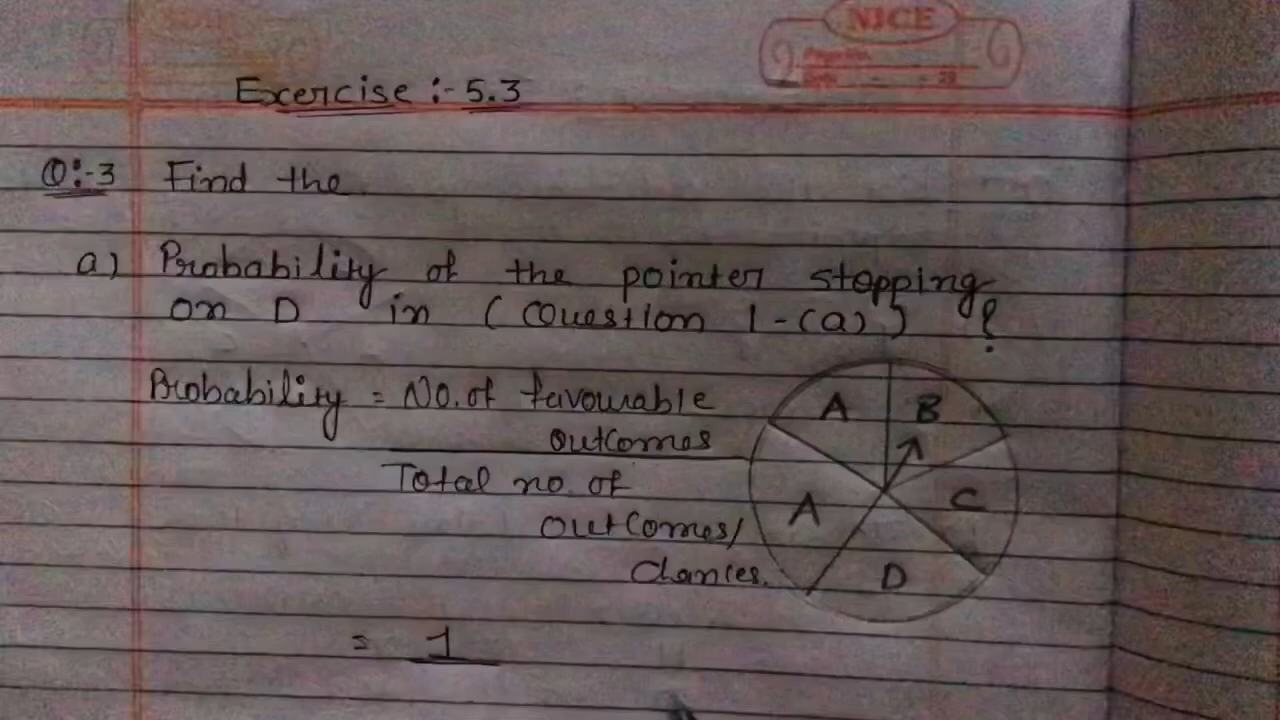 NICE
Exercise :- 5.3
Q:-3 Find the
a) Probability of the pointer stopping
on D in (Question 1-(a)) ?
Probability = No. of favourable
outcomes
Total no. of
outcomes/
Chances.
A B
A C
D
= 1